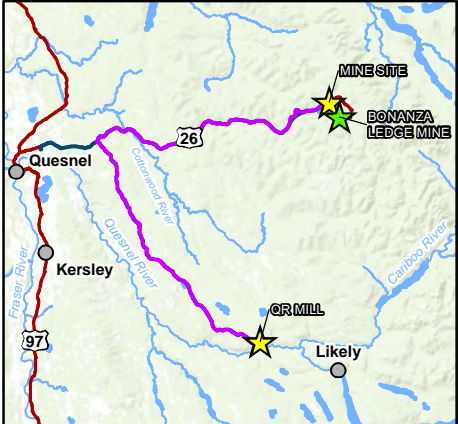 MINE SITE
BONANZA
LEDGE MINE
26
Quesnel
Cottonwood River
Quesnel River
Cariboo River
Fraser River
Kersley
QR MILL
97
Likely